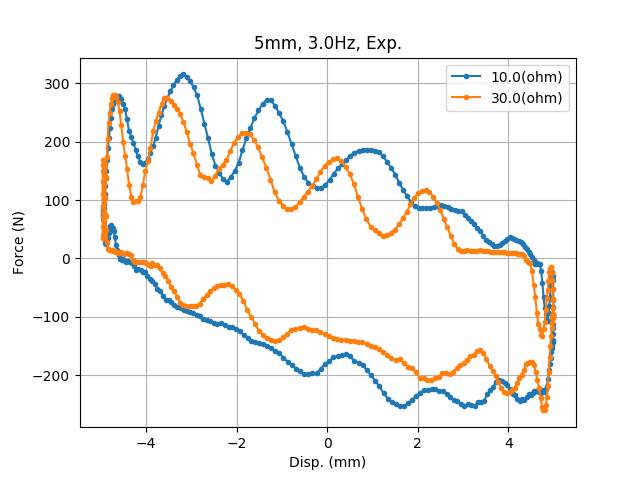 5mm, 3.0Hz, Exp.
10.0(ohm)
30.0(ohm)
Force (N)
300
200
100
0
−100
−200
−4
−2
0
2
4
Disp. (mm)